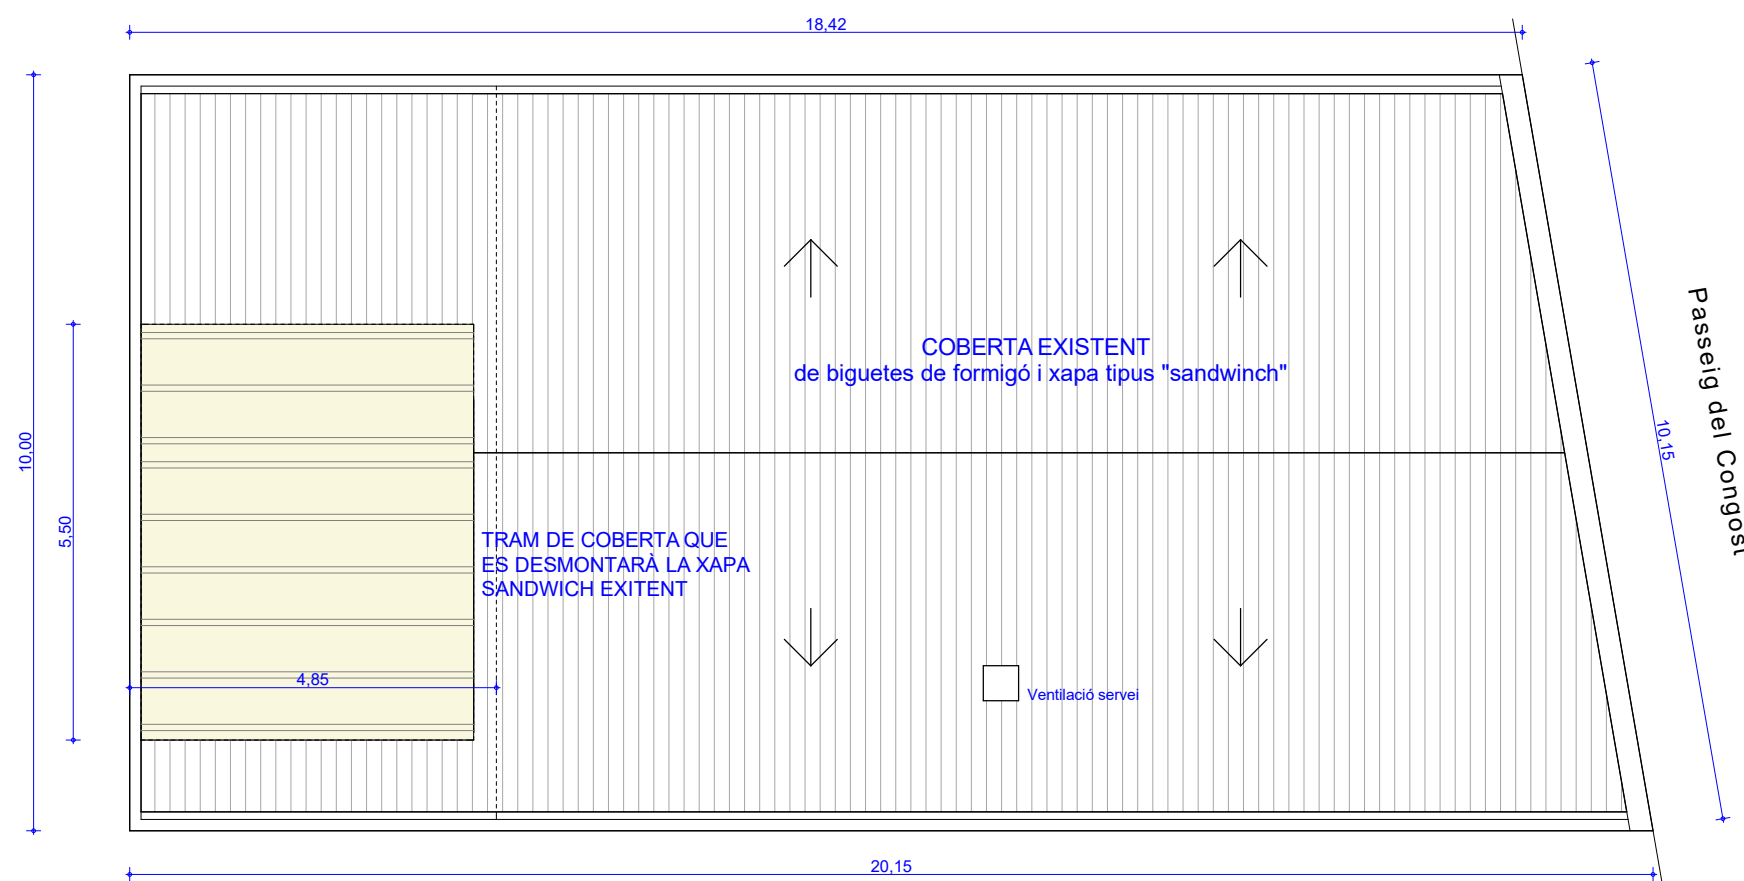 18,42
10,00
5,50
COBERTA EXISTENT
de biguetes de formigó i xapa tipus "sandwinch"
Passeig del Congost
10,15
TRAM DE COBERTA QUE
ES DESMONTARÀ LA XAPA
SANDWICH EXITENT
4,85
Ventilació servei
20,15